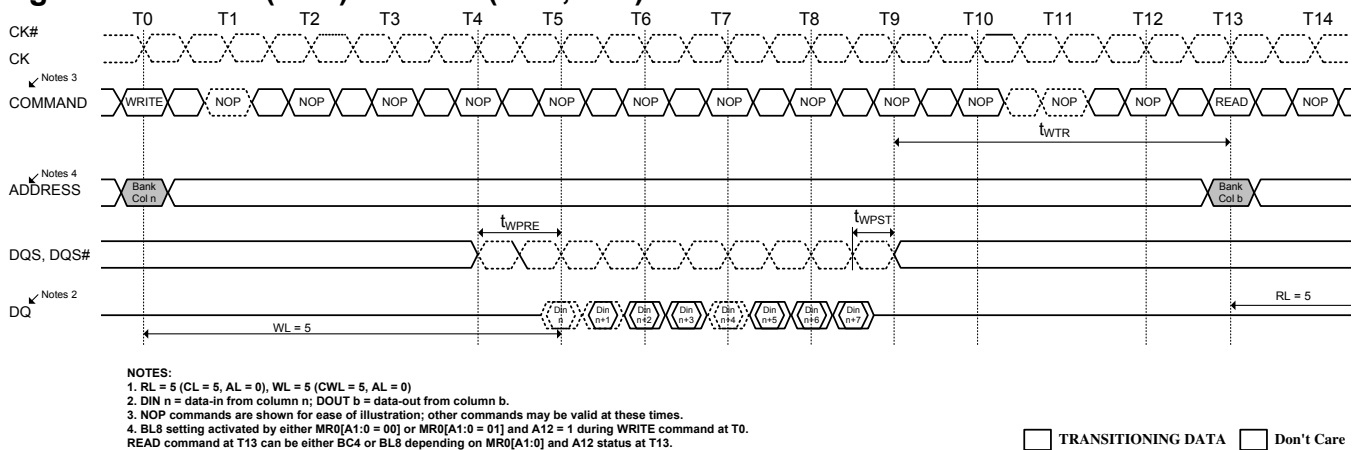 T0 T1 T2 T3 T4 T5 T6 T7 T8 T9 T10 T11 T12 T13 T14
CK#
CK
Notes 3
COMMAND WRITE NOP NOP NOP NOP NOP NOP NOP NOP NOP NOP NOP NOP READ NOP
tWTR
Notes 4
ADDRESS
Bank
Col n
Bank
Col b
tWPRE
tWPST
DQS, DQS#
Notes 2
DQ
Din
n
Din
n+1
Din
n+2
Din
n+3
Din
n+4
Din
n+5
Din
n+6
Din
n+7
RL = 5
WL = 5
NOTES:
1. RL = 5 (CL = 5, AL = 0), WL = 5 (CWL = 5, AL = 0)
2. DIN n = data-in from column n; DOUT b = data-out from column b.
3. NOP commands are shown for ease of illustration; other commands may be valid at these times.
4. BL8 setting activated by either MR0[A1:0 = 00] or MR0[A1:0 = 01] and A12 = 1 during WRITE command at T0.
READ command at T13 can be either BC4 or BL8 depending on MR0[A1:0] and A12 status at T13.
TRANSITIONING DATA Don't Care